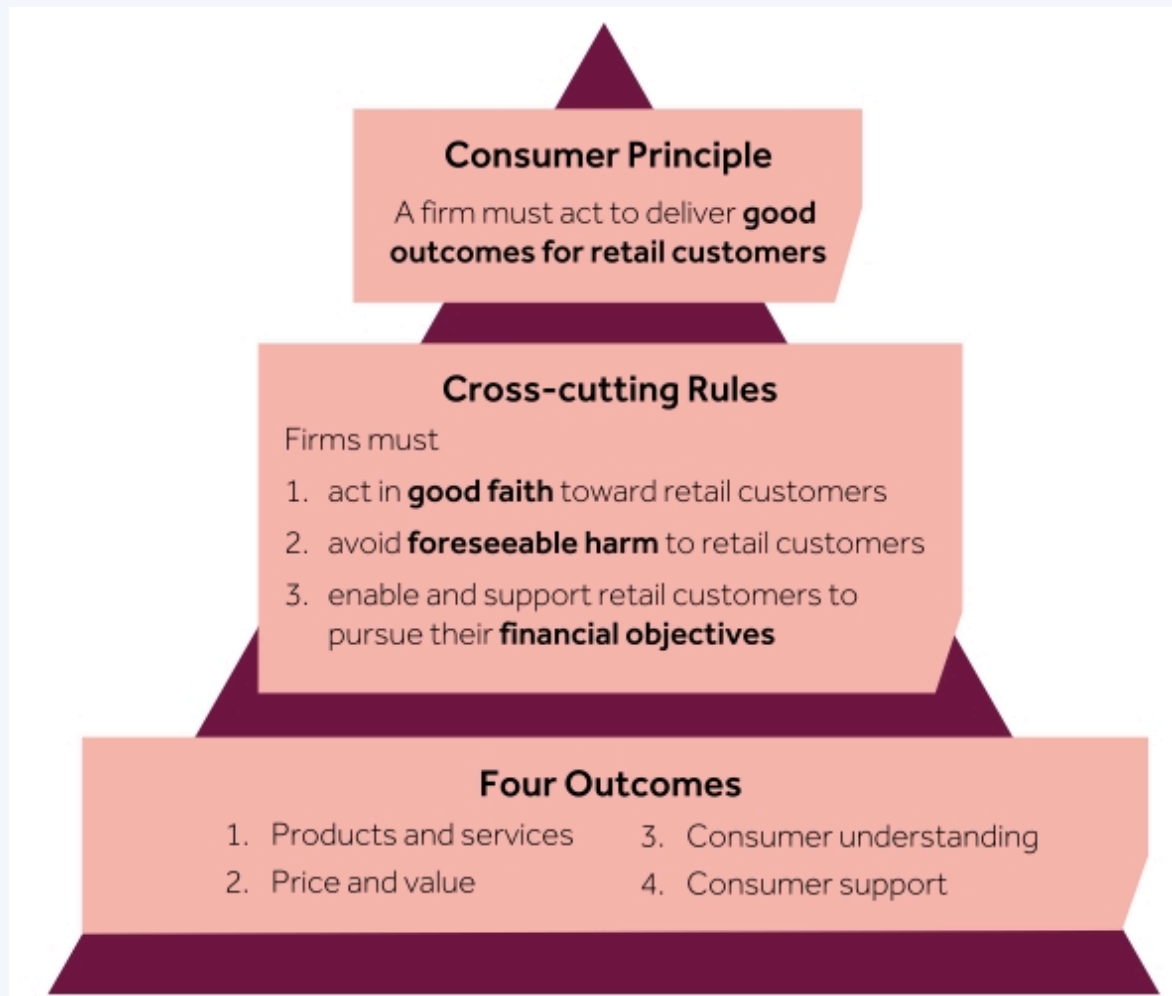 Consumer Principle
A firm must act to deliver good
outcomes for retail customers
Cross-cutting Rules
Firms must
1. act in good faith toward retail customers
2. avoid foreseeable harm to retail customers
3. enable and support retail customers to
pursue their financial objectives
Four Outcomes
1. Products and services
2. Price and value
3. Consumer understanding
4. Consumer support